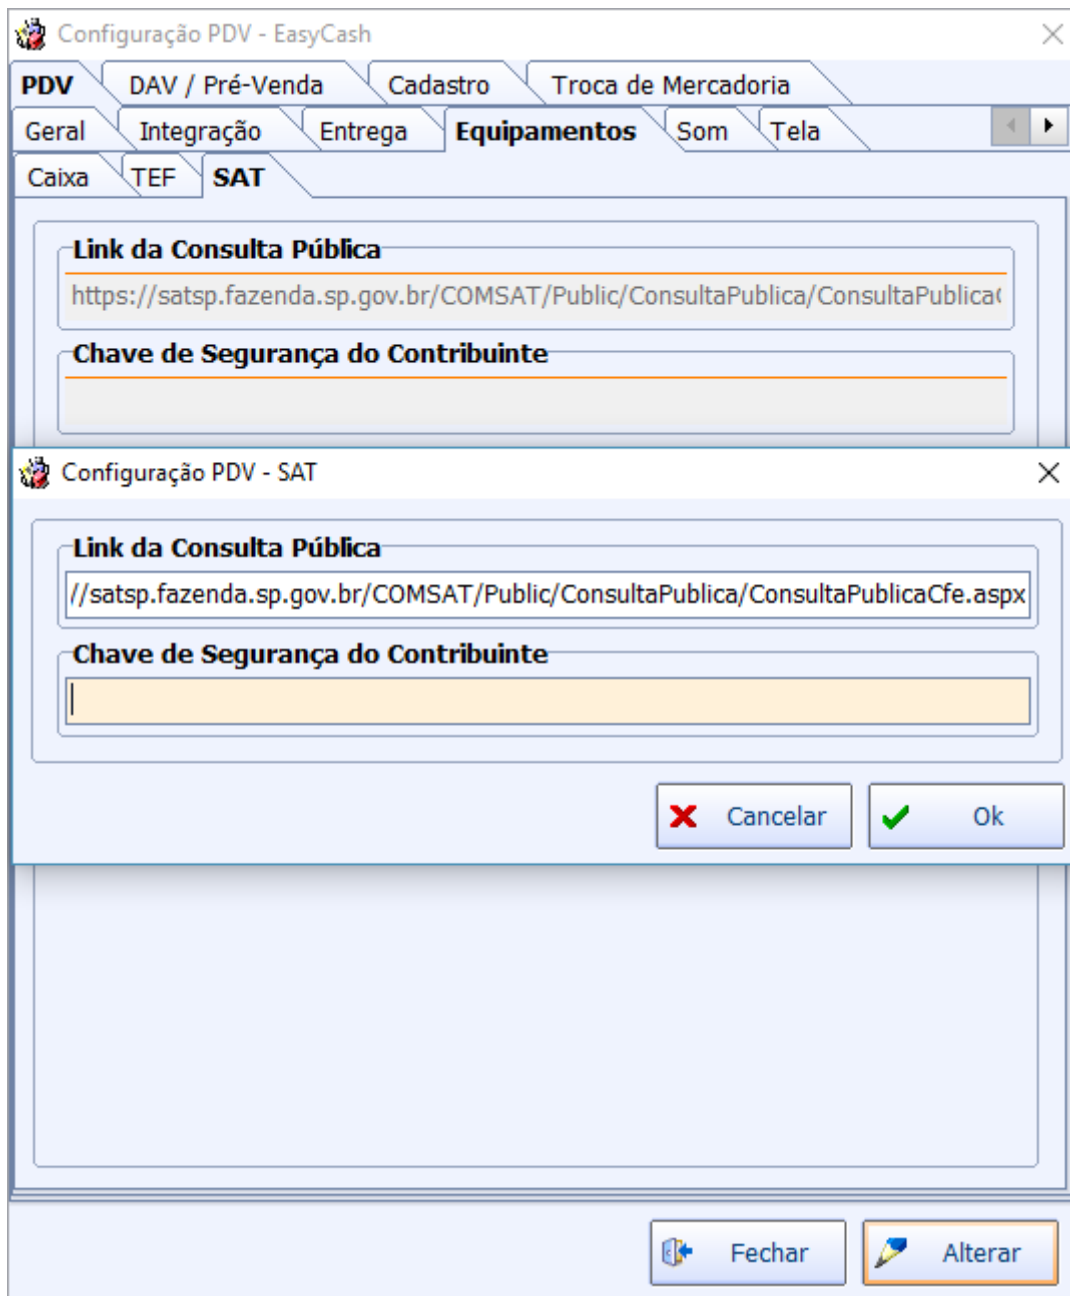 Configuração PDV - EasyCash
PDV DAV / Pré-Venda Cadastro Troca de Mercadoria
Geral Integração Entrega Equipamentos Som Tela
Caixa TEF SAT
Link da Consulta Pública
https://satsp.fazenda.sp.gov.br/COMSAT/Public/ConsultaPublica/ConsultaPublica
Chave de Segurança do Contribuinte
Configuração PDV - SAT
Link da Consulta Pública
//satsp.fazenda.sp.gov.br/COMSAT/Public/ConsultaPublica/ConsultaPublicaCfe.aspx
Chave de Segurança do Contribuinte
Cancelar Ok
Fechar Alterar